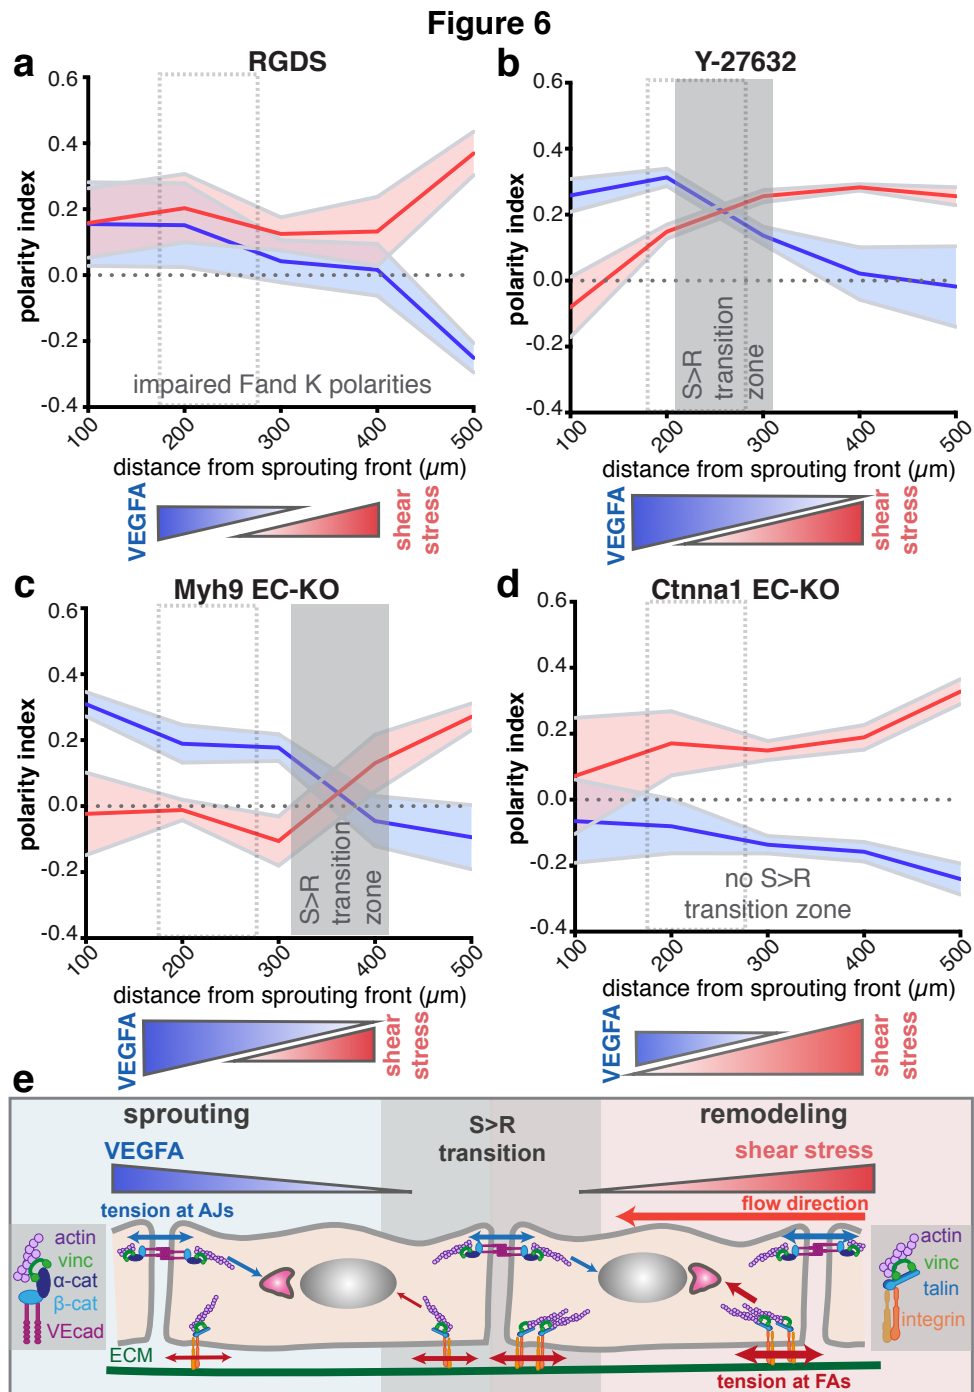 Figure 6
a
RGDS
0.6
0.4
0.2
0.0
-0.2
-0.4
polarity index
impaired Fand K polarities
100
200
300
400
500
distance from sprouting front (µm)
VEGFA
shear
stress
b
Y-27632
0.6
0.4
0.2
0.0
-0.2
-0.4
polarity index
S>R
transition
zone
100
200
300
400
500
distance from sprouting front (µm)
VEGFA
shear
stress
c
Myh9 EC-KO
0.6
0.4
0.2
0.0
-0.2
-0.4
polarity index
S>R
transition
zone
100
200
300
400
500
distance from sprouting front (µm)
VEGFA
shear
stress
d
Ctnna1 EC-KO
0.6
0.4
0.2
0.0
-0.2
-0.4
polarity index
no S>R
transition zone
100
200
300
400
500
distance from sprouting front (µm)
VEGFA
shear
stress
e
sprouting
S>R
transition
remodeling
VEGFA
shear stress
tension at AJs
flow direction
actin
vinc
α-cat
β-cat
VEcad
actin
vinc
talin
integrin
ECM
tension at FAs